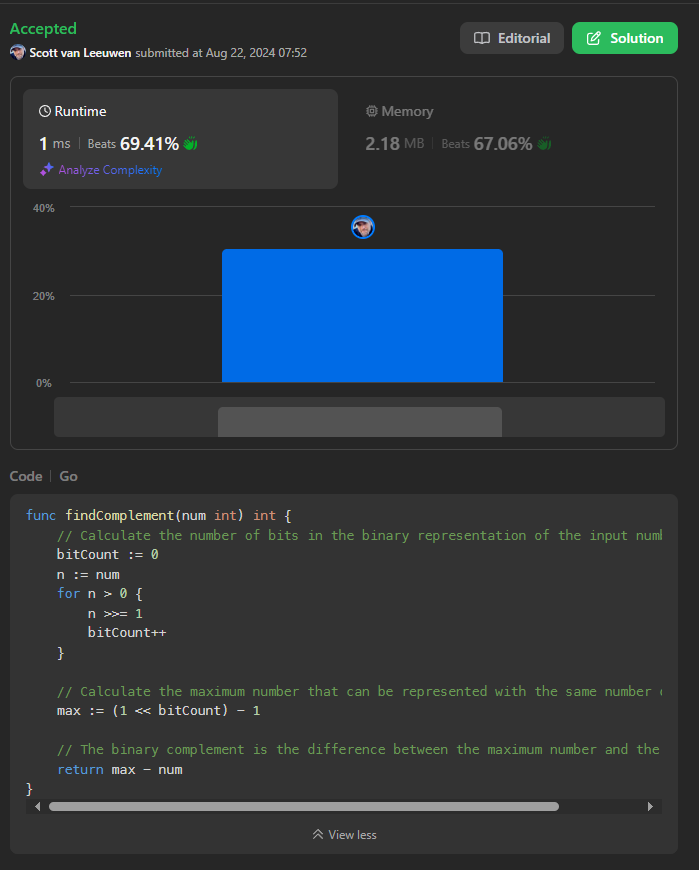 Accepted
Scott van Leeuwen submitted at Aug 22, 2024 07:52
Editorial
Solution
Runtime
1 ms | Beats 69.41%
Analyze Complexity
Memory
2.18 MB | Beats 67.06%
40%
20%
0%
Code | Go
func findComplement(num int) int {
    // Calculate the number of bits in the binary representation of the input
    bitCount := 0
    n := num
    for n > 0 {
        n >>= 1
        bitCount++
    }
    // Calculate the maximum number that can be represented with the same number
    max := (1 << bitCount) - 1
    // The binary complement is the difference between the maximum number and the
    return max - num
}
View less